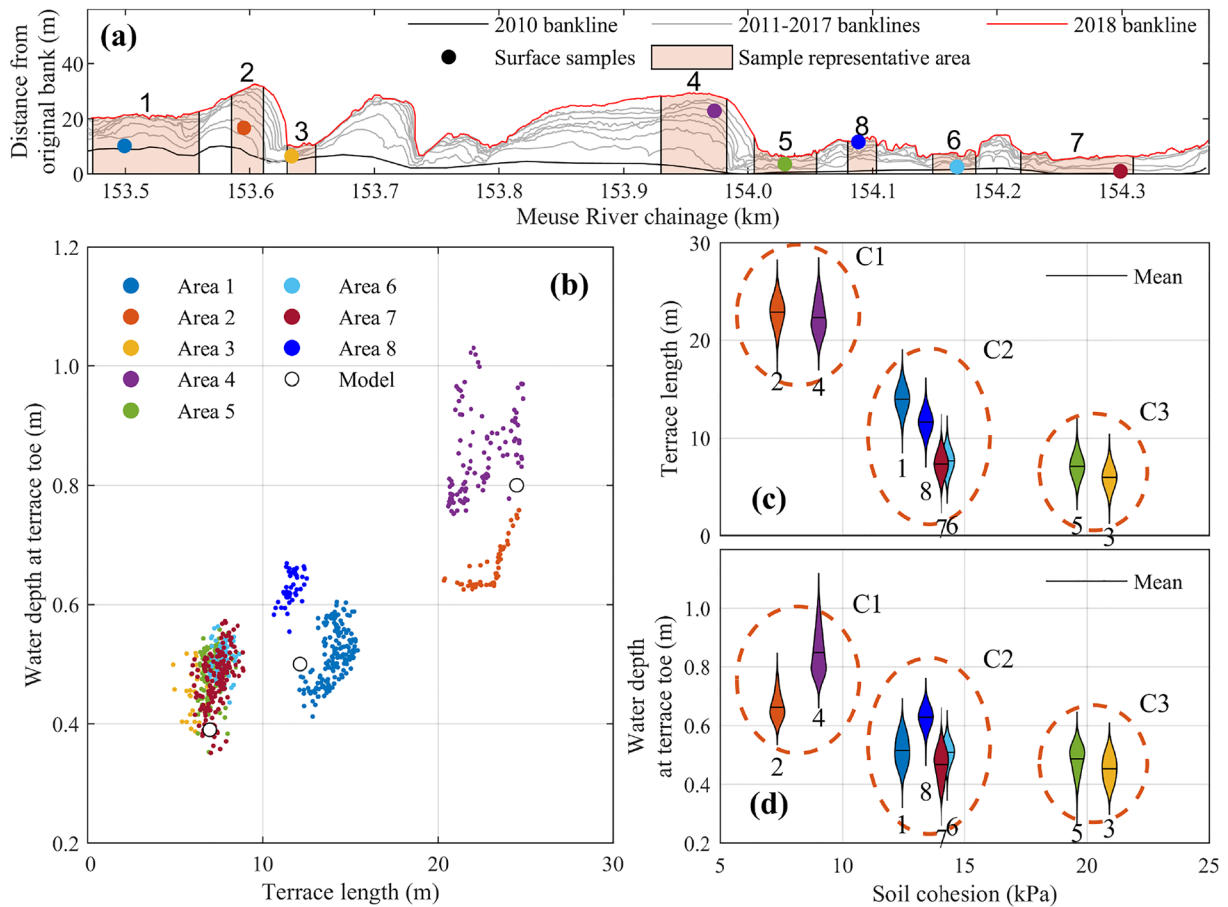 (a)
2010 bankline
2011-2017 banklines
2018 bankline
Surface samples
Sample representative area
Distance from
original bank (m)
40
20
0
1
2
3
4
5
8
6
7
153.5
153.6
153.7
153.8
153.9
154.0
154.1
154.2
154.3
Meuse River chainage (km)
(b)
Area 1
Area 6
Area 2
Area 7
Area 3
Area 8
Area 4
Model
Area 5
Water depth at terrace toe (m)
1.2
1.0
0.8
0.6
0.4
0.2
0
10
20
30
Terrace length (m)
(c)
Mean
C1
C2
C3
Terrace length (m)
30
20
10
0
2
4
1
8
7
6
5
3
(d)
Mean
C1
C2
C3
Water depth
at terrace toe (m)
1.0
0.8
0.6
0.4
0.2
2
4
1
8
7
6
5
3
5
10
15
20
25
Soil cohesion (kPa)